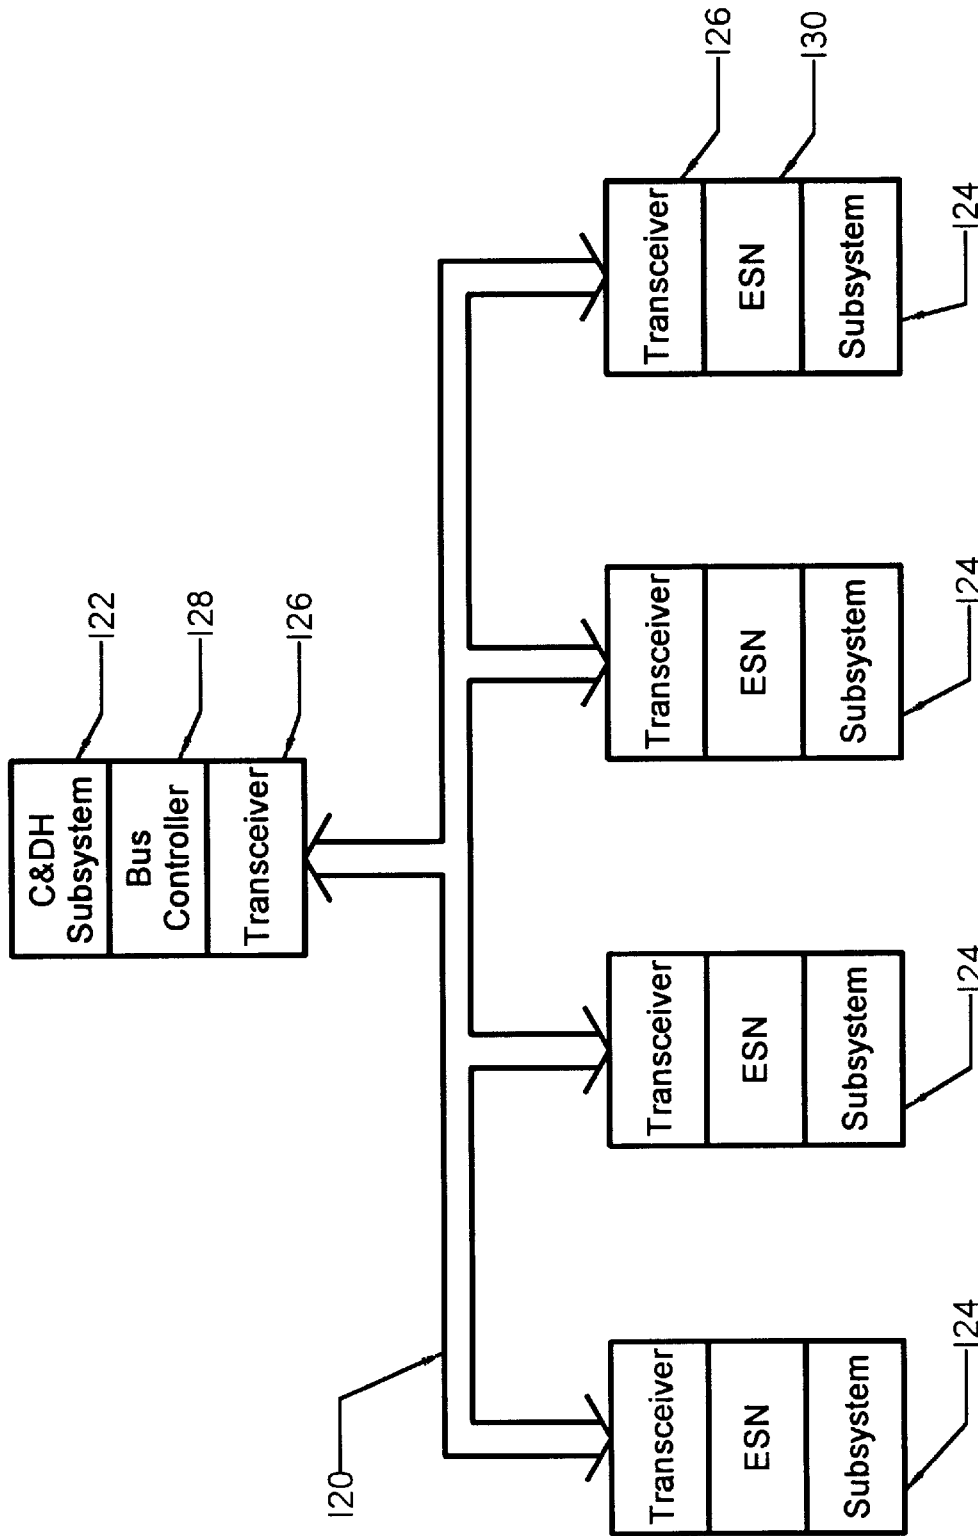 C&DH
Subsystem
Bus
Controller
Transceiver
122
128
126
120
Transceiver
ESN
Subsystem
124
Transceiver
ESN
Subsystem
124
Transceiver
ESN
Subsystem
124
Transceiver
ESN
Subsystem
126
130
124